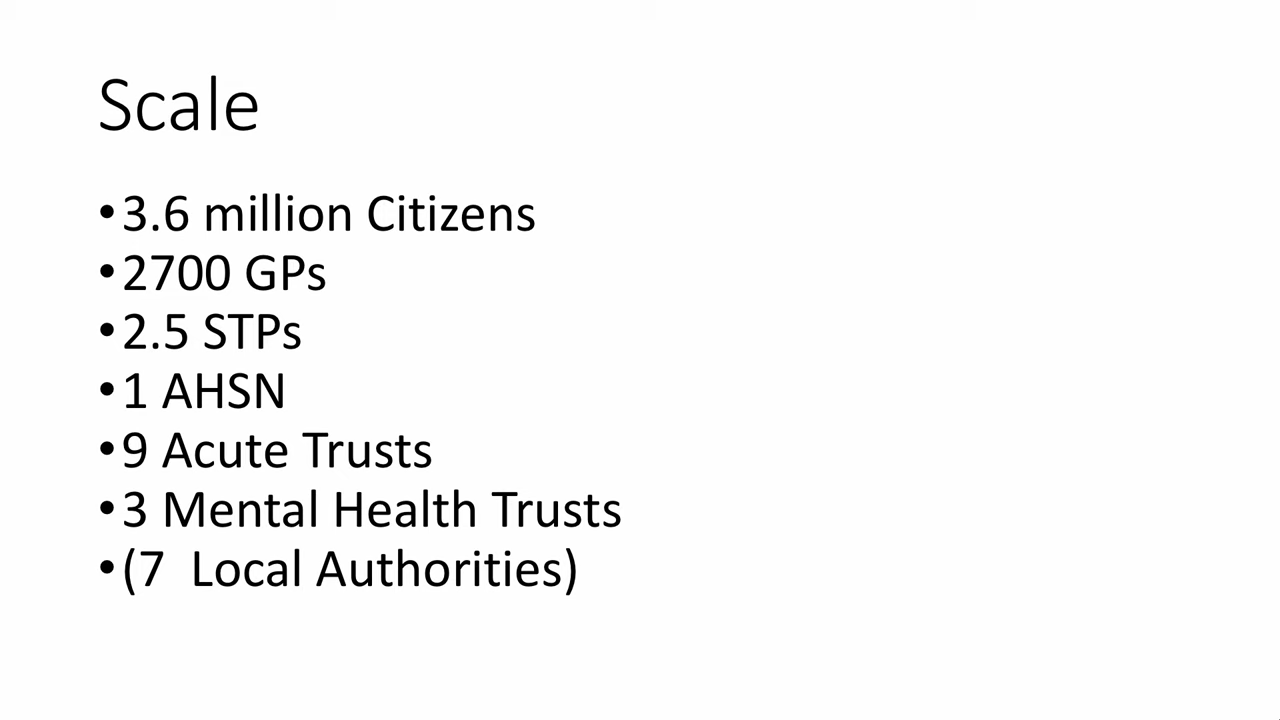 Scale
•3.6 million Citizens
•2700 GPs
•2.5 STPs
•1 AHSN
•9 Acute Trusts
•3 Mental Health Trusts
•(7  Local Authorities)